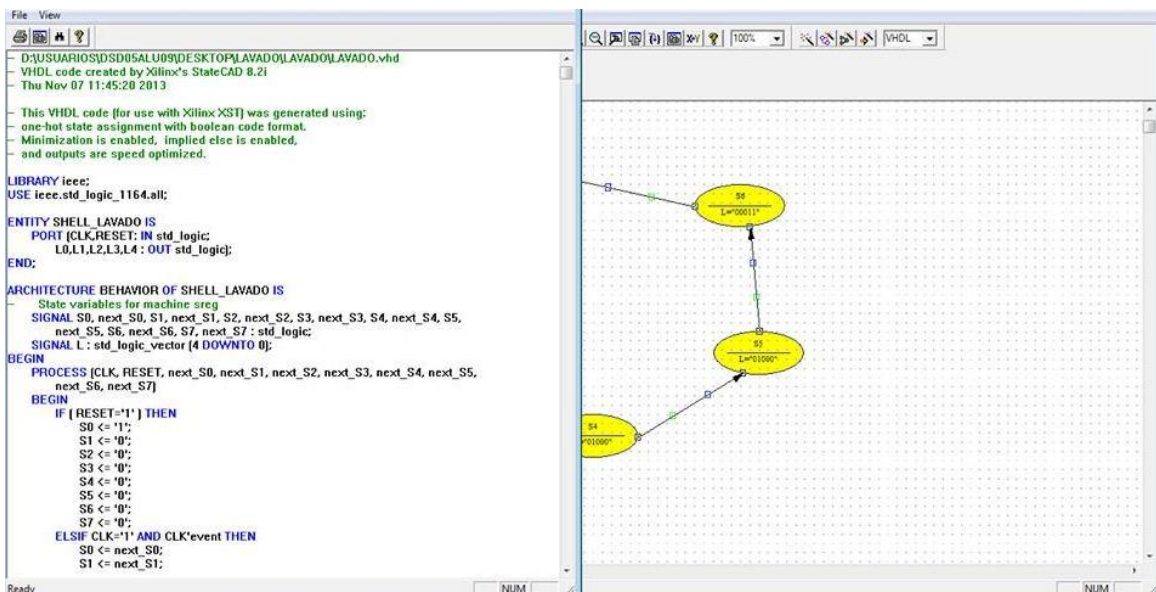 File View
100%
VHDL
– D:\USUARIOS\DSD05ALU09\DESKTOP\LAVADO\LAVADO\LAVADO.vhd
– VHDL code created by Xilinx's StateCAD 8.2i
– Thu Nov 07 11:45:20 2013
– This VHDL code (for use with Xilinx XST) was generated using:
– one-hot state assignment with boolean code format.
– Minimization is enabled, implied else is enabled,
– and outputs are speed optimized.
LIBRARY ieee;
USE ieee.std_logic_1164.all;
ENTITY SHELL_LAVADO IS
PORT (CLK,RESET: IN std_logic;
L0,L1,L2,L3,L4 : OUT std_logic);
END;
ARCHITECTURE BEHAVIOR OF SHELL_LAVADO IS
– State variables for machine sreg
SIGNAL S0, next_S0, S1, next_S1, S2, next_S2, S3, next_S3, S4, next_S4, S5,
next_S5, S6, next_S6, S7, next_S7 : std_logic;
SIGNAL L : std_logic_vector (4 DOWNTO 0);
BEGIN
PROCESS (CLK, RESET, next_S0, next_S1, next_S2, next_S3, next_S4, next_S5,
next_S6, next_S7)
BEGIN
IF ( RESET='1' ) THEN
S0 <= '1';
S1 <= '0';
S2 <= '0';
S3 <= '0';
S4 <= '0';
S5 <= '0';
S6 <= '0';
S7 <= '0';
ELSIF CLK='1' AND CLK'event THEN
S0 <= next_S0;
S1 <= next_S1;
Ready
NUM
S6
L="00011"
S5
S4
="01000"
NUM